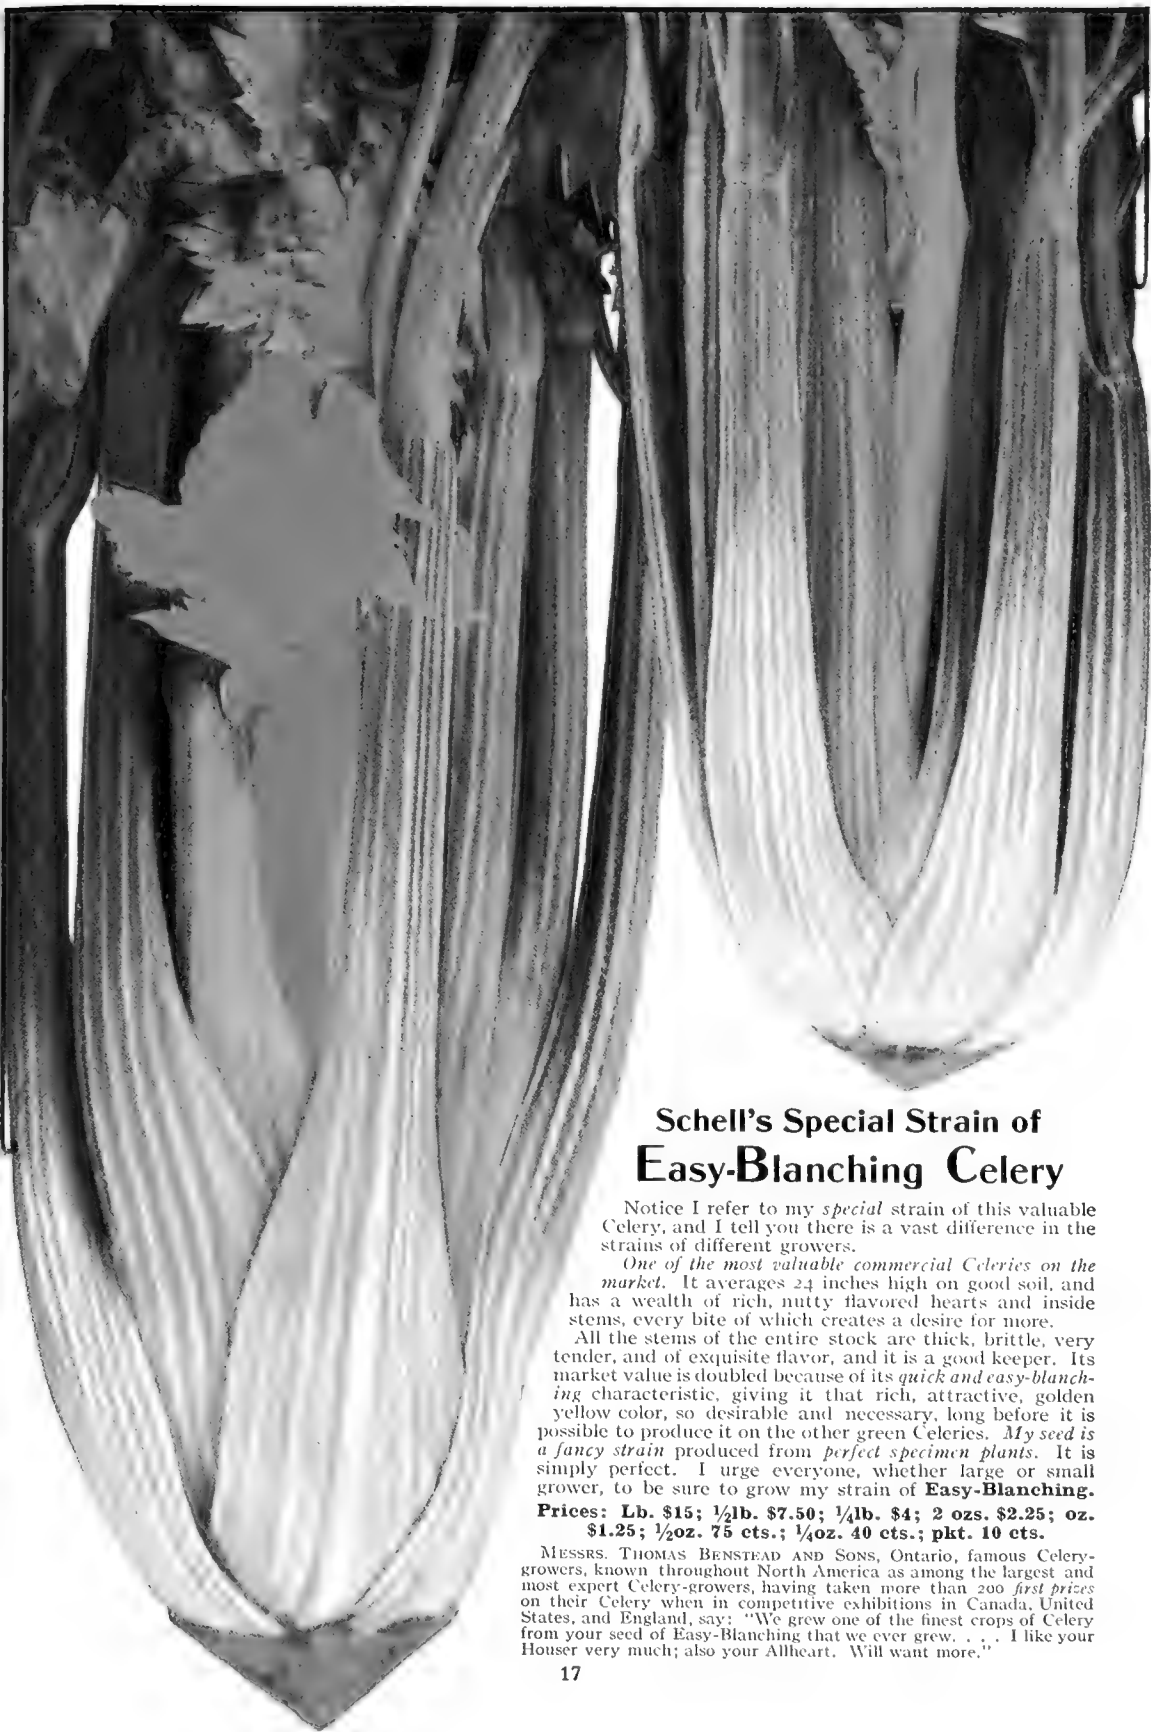 Schell's Special Strain of
Easy-Blanching Celery
Notice I refer to my special strain of this valuable
Celery, and I tell you there is a vast difference in the
strains of different growers.
One of the most valuable commercial Celeries on the
market. It averages 24 inches high on good soil, and
has a wealth of rich, nutty flavored hearts and inside
stems, every bite of which creates a desire for more.
All the stems of the entire stock are thick, brittle, very
tender, and of exquisite flavor, and it is a good keeper. Its
market value is doubled because of its quick and easy-blanch-
ing characteristic, giving it that rich, attractive, golden
yellow color, so desirable and necessary, long before it is
possible to produce it on the other green Celeries. My seed is
a fancy strain produced from perfect specimen plants. It is
simply perfect. I urge everyone, whether large or small
grower, to be sure to grow my strain of Easy-Blanching.
Prices: Lb. $15; ½lb. $7.50; ¼lb. $4; 2 ozs. $2.25; oz.
$1.25; ½oz. 75 cts.; ¼oz. 40 cts.; pkt. 10 cts.
Messrs. Thomas Benstead and Sons, Ontario, famous Celery-
growers, known throughout North America as among the largest and
most expert Celery-growers, having taken more than 200 first prizes
on their Celery when in competitive exhibitions in Canada, United
States, and England, say: "We grew one of the finest crops of Celery
from your seed of Easy-Blanching that we ever grew. . . . I like your
Houser very much; also your Allheart. Will want more."
17